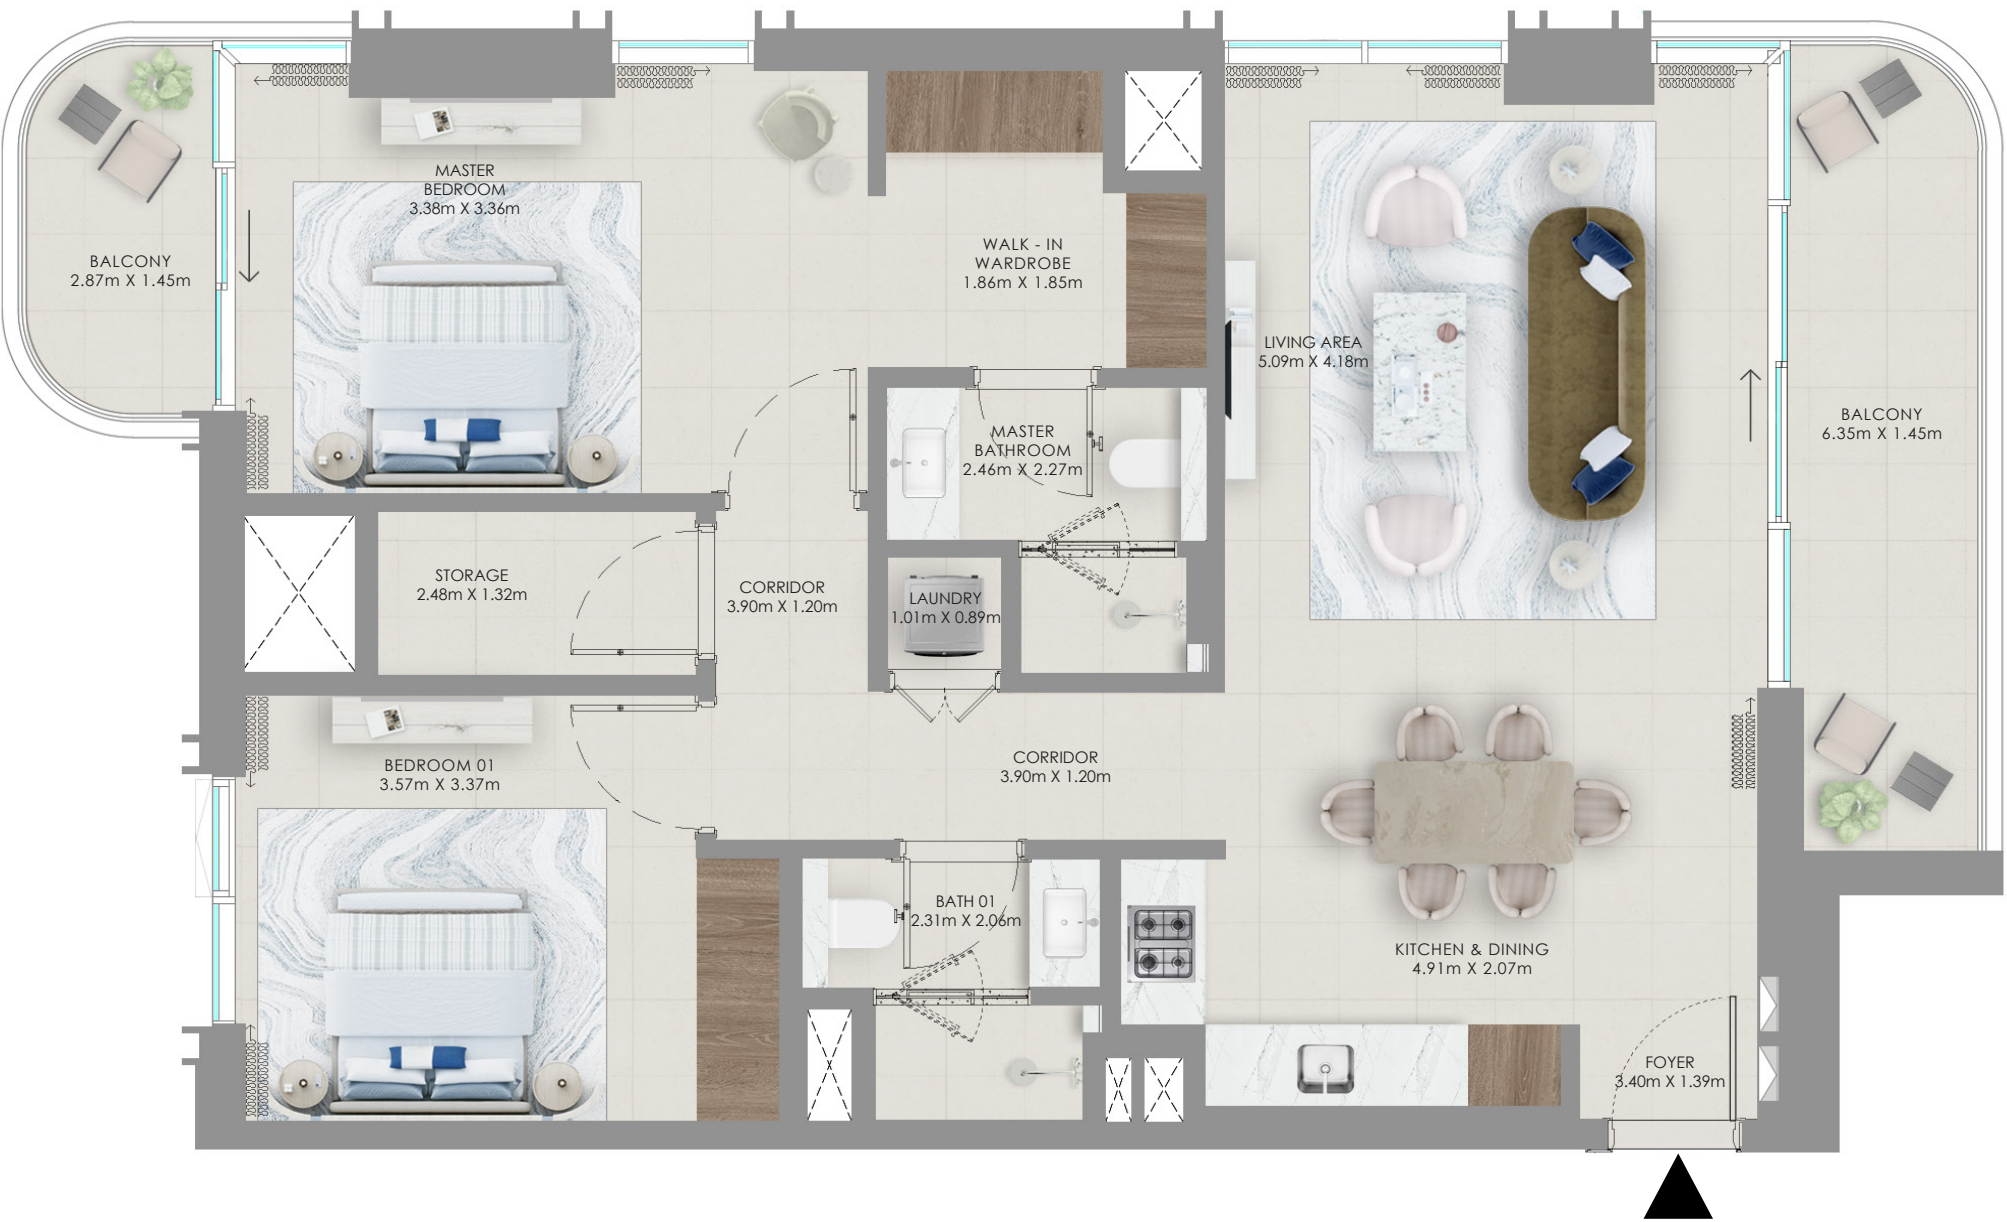 MASTER
BEDROOM
3.38m X 3.36m
BALCONY
2.87m X 1.45m
WALK - IN
WARDROBE
1.86m X 1.85m
LIVING AREA
5.09m X 4.18m
BALCONY
6.35m X 1.45m
MASTER
BATHROOM
2.46m X 2.27m
STORAGE
2.48m X 1.32m
CORRIDOR
3.90m X 1.20m
LAUNDRY
1.01m X 0.89m
BEDROOM 01
3.57m X 3.37m
CORRIDOR
3.90m X 1.20m
BATH 01
2.31m X 2.06m
KITCHEN & DINING
4.91m X 2.07m
FOYER
3.40m X 1.39m